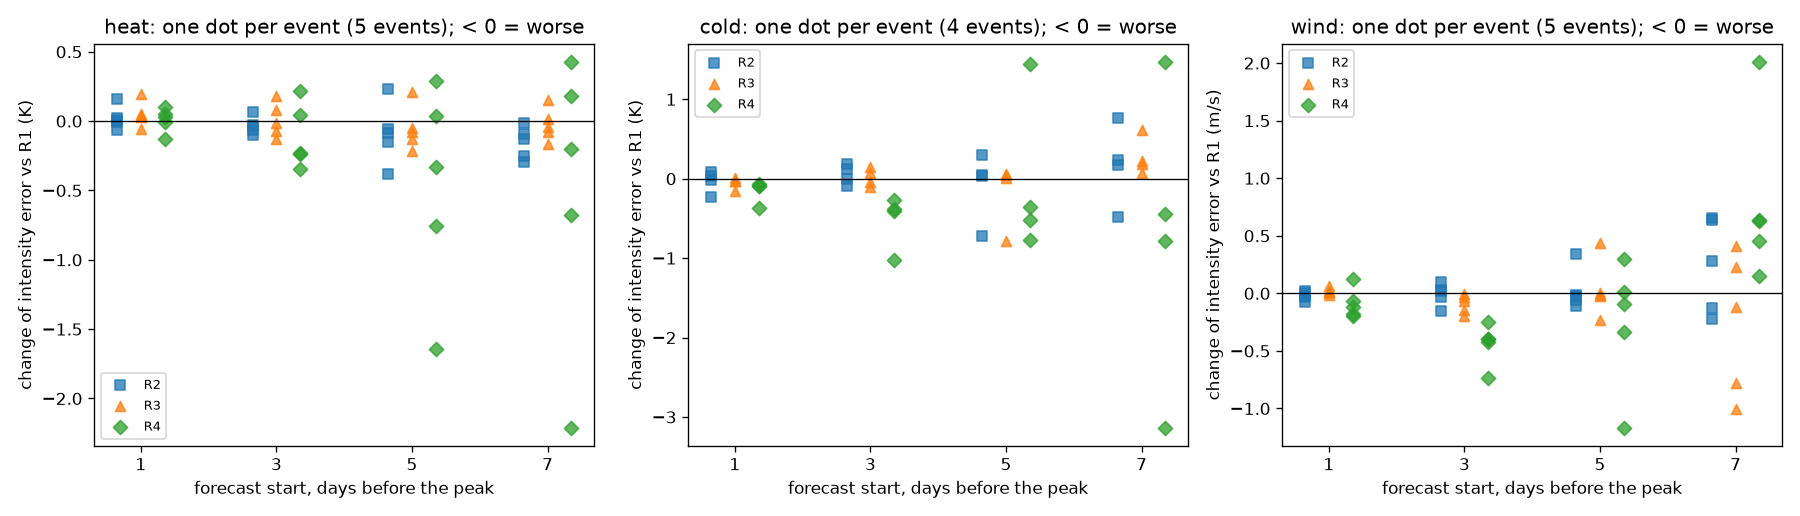 heat: one dot per event (5 events); < 0 = worse
change of intensity error vs R1 (K)
0.5
0.0
−0.5
−1.0
−1.5
−2.0
R2
R3
R4
1
3
5
7
forecast start, days before the peak
cold: one dot per event (4 events); < 0 = worse
change of intensity error vs R1 (K)
R2
R3
R4
1
0
−1
−2
−3
1
3
5
7
forecast start, days before the peak
wind: one dot per event (5 events); < 0 = worse
change of intensity error vs R1 (m/s)
R2
R3
R4
2.0
1.5
1.0
0.5
0.0
−0.5
−1.0
1
3
5
7
forecast start, days before the peak